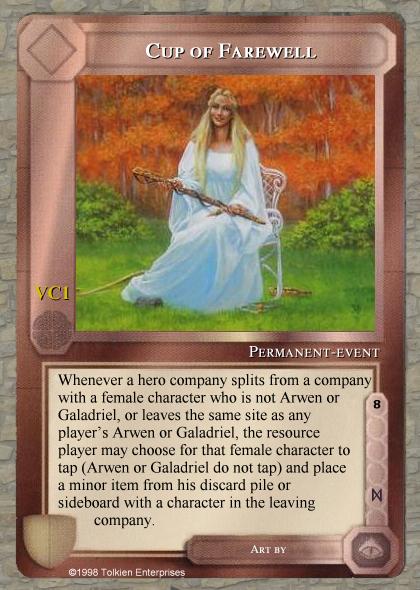 CUP OF FAREWELL
VC1
PERMANENT-EVENT
Whenever a hero company splits from a company
with a female character who is not Arwen or
Galadriel, or leaves the same site as any
player's Arwen or Galadriel, the resource
player may choose for that female character to
tap (Arwen or Galadriel do not tap) and place
a minor item from his discard pile or
sideboard with a character in the leaving
company.
8
ART BY
©1998 Tolkien Enterprises